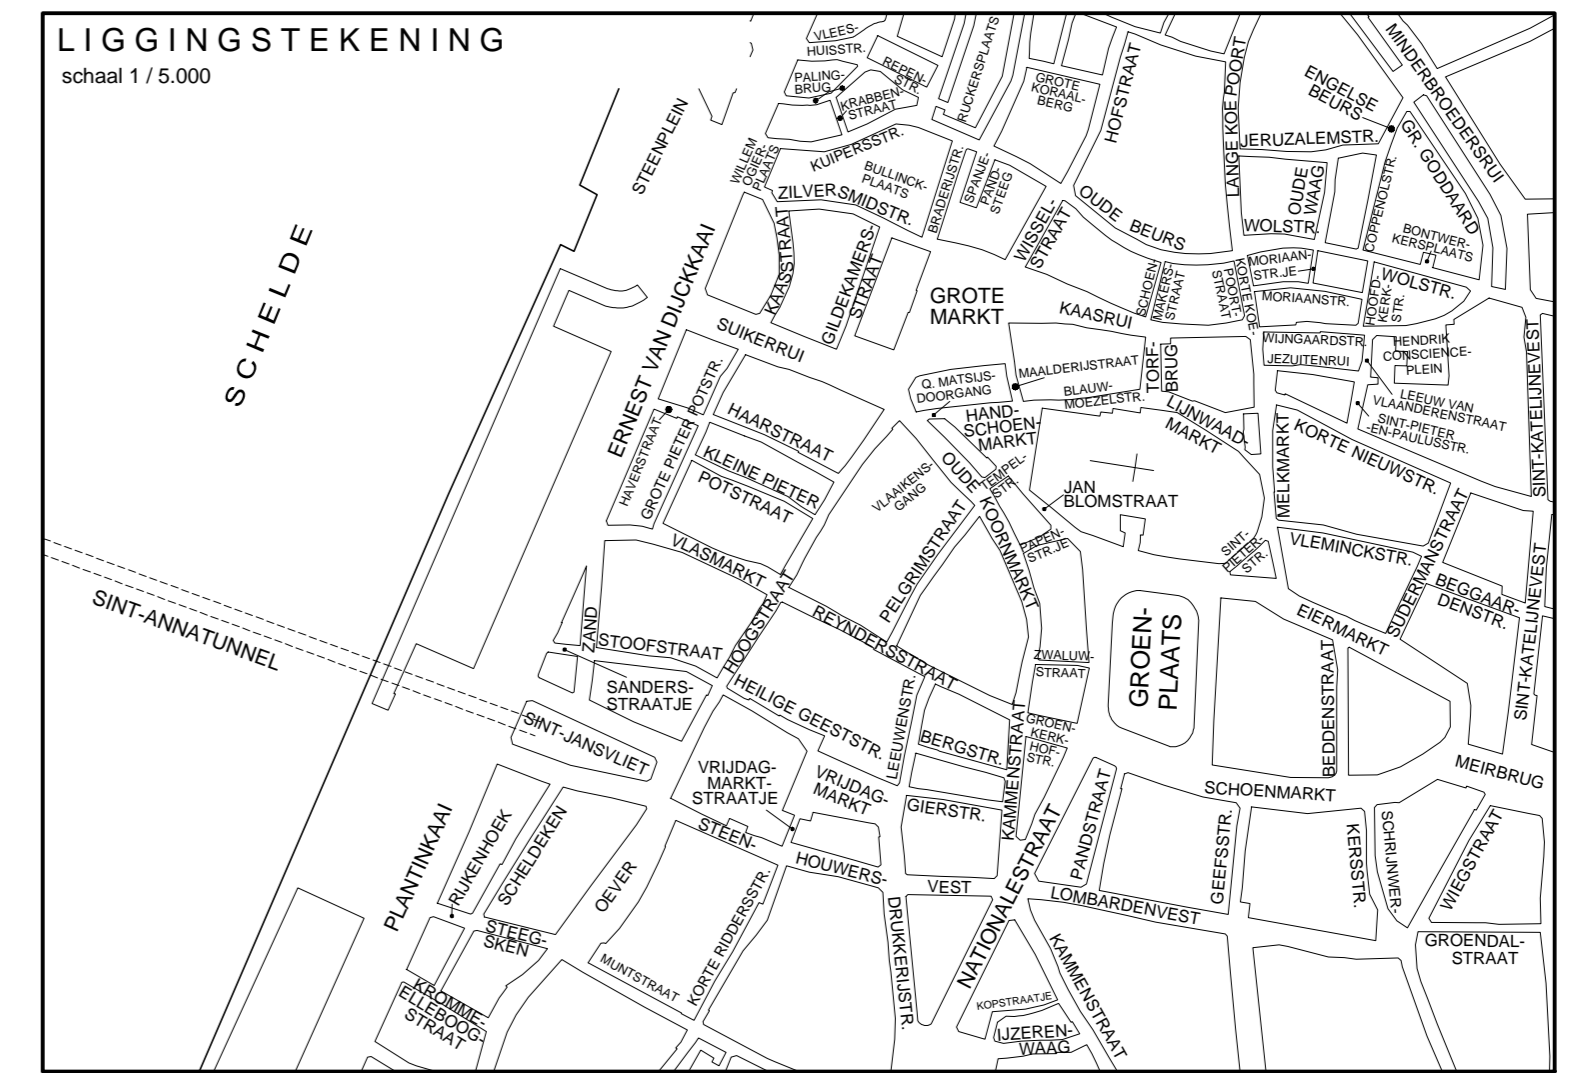 LIGGINGSTEKENING
schaal 1 / 5.000
SCHELDE
STEENPLEIN
VLEES-
HUISSTR.
REPEN-
STR.
PALING-
BRUG
KRABBEN-
STRAAT
RUCKERSPLAATS
GROTE
KORAAL-
BERG
HOFSTRAAT
LANGE KOE POORT
ENGELSE
BEURS
MINDERBROEDERSRUI
JERUZALEMSTR.
GR. GODDAARD
WILLEM
OGIER-
PLAATS
KUIPERSSTR.
BULLINCK-
PLAATS
ZILVERSMIDSTR.
BRADERIJSTR.
SPANJE-
PAND-
STEEG
WISSEL-
STRAAT
OUDE BEURS
OUDE
WAAG
WOLSTR.
COPPENOLSTR.
BONTWER-
KERSPLAATS
ERNEST VAN DIJCKKAAI
KAASSTRAAT
GILDEKAMERS-
STRAAT
SUIKERRUI
GROTE
MARKT
KAASRUI
SCHOEN-
MAKERS-
STRAAT
KORTE KOE-
POORT-
STRAAT
MORIAAN-
STR.JE
MORIAANSTR.
HOOFD-
KERK-
STR.
WOLSTR.
WIJNGAARDSTR.
JEZUITENRUI
HENDRIK
CONSCIENCE-
PLEIN
SINT-KATELIJNEVEST
TORF-
BRUG
MAALDERIJSTRAAT
BLAUW-
MOEZELSTR.
Q. MATSIJS-
DOORGANG
HAND-
SCHOEN-
MARKT
LIJNWAAD-
MARKT
LEEUW VAN
VLAANDERENSTRAAT
SINT-PIETER
-EN-PAULUSSTR.
KORTE NIEUWSTR.
MELKMARKT
HAARSTRAAT
HAVERSTRAAT
GROTE PIETER POTSTR.
KLEINE PIETER
POTSTRAAT
VLAAIKENS-
GANG
OUDE KOORNMARKT
TEMPEL-
STR.
JAN
BLOMSTRAAT
PAPEN-
STR.JE
SINT-
PIETER-
STR.
VLEMINCKSTR.
SUDERMANSTRAAT
BEGGAAR-
DENSTR.
SINT-KATELIJNEVEST
EIERMARKT
PELGRIMSTRAAT
VLASMARKT
HOOGSTRAAT
REYNDERSSTRAAT
SINT-ANNATUNNEL
ZAND
STOOFSTRAAT
SANDERS-
STRAATJE
SINT-JANSVLIET
HEILIGE GEESTSTR.
LEEUWENSTR.
ZWALUW-
STRAAT
GROEN-
PLAATS
BEDDENSTRAAT
SINT-KATELIJNEVEST
GROEN-
KERK-
HOF-
STR.
BERGSTR.
KAMMENSTRAAT
VRIJDAG-
MARKT-
STRAATJE
VRIJDAG-
MARKT
GIERSTR.
MEIRBRUG
SCHOENMARKT
PLANTINKAAI
RIJKENHOEK
SCHELDEKEN
OEVER
STEEN-
HOUWERS-
VEST
NATIONALESTRAAT
PANDSTRAAT
LOMBARDENVEST
GEEFSSTR.
KERSSTR.
SCHRIJNWER-
WIEGSTRAAT
STEEG-
SKEN
MUNTSTRAAT
KORTE RIDDERSSTR.
DRUKKERIJSTR.
KAMMENSTRAAT
GROENDAL-
STRAAT
KROMME-
ELLEBOOG-
STRAAT
KOPSTRAATJE
IJZEREN-
WAAG